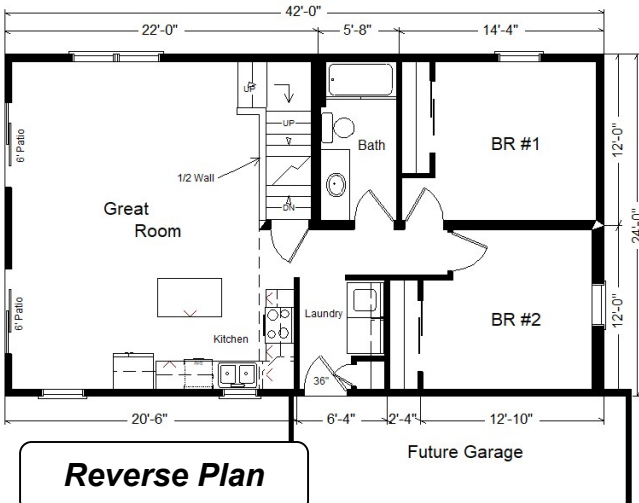 42'-0"
22'-0"
5'-8"
14'-4"
UP
UP
6' Patio
Bath
BR #1
12'-0"
1/2 Wall
24'-0"
DN
Great
Room
6' Patio
Laundry
BR #2
12'-0"
Kitchen
36"
20'-6"
6'-4"
2'-4"
12'-10"
Future Garage
Reverse Plan